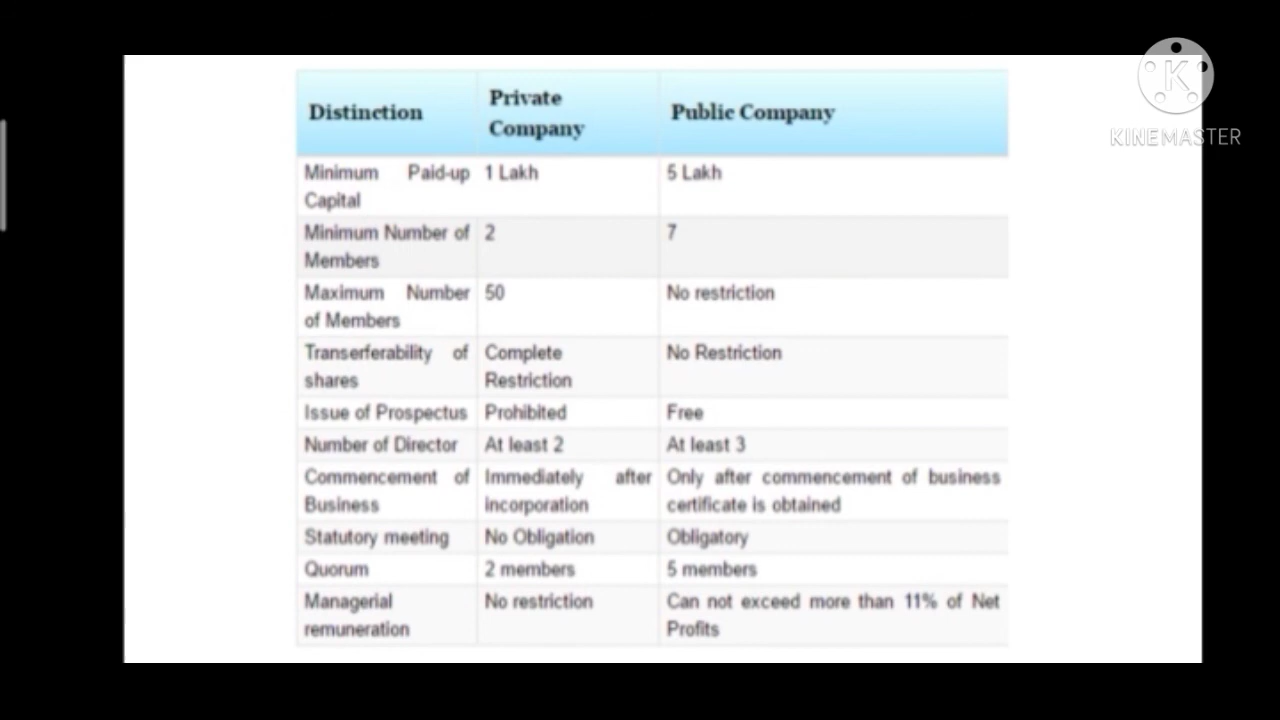 Distinction
Private
Company
Public Company
Minimum Paid-up
Capital
1 Lakh
5 Lakh
Minimum Number of
Members
2
7
Maximum Number
of Members
50
No restriction
Transerferability of
shares
Complete
Restriction
No Restriction
Issue of Prospectus
Prohibited
Free
Number of Director
At least 2
At least 3
Commencement of
Business
Immediately after
incorporation
Only after commencement of business
certificate is obtained
Statutory meeting
No Obligation
Obligatory
Quorum
2 members
5 members
Managerial
remuneration
No restriction
Can not exceed more than 11% of Net
Profits
K
KINEMASTER